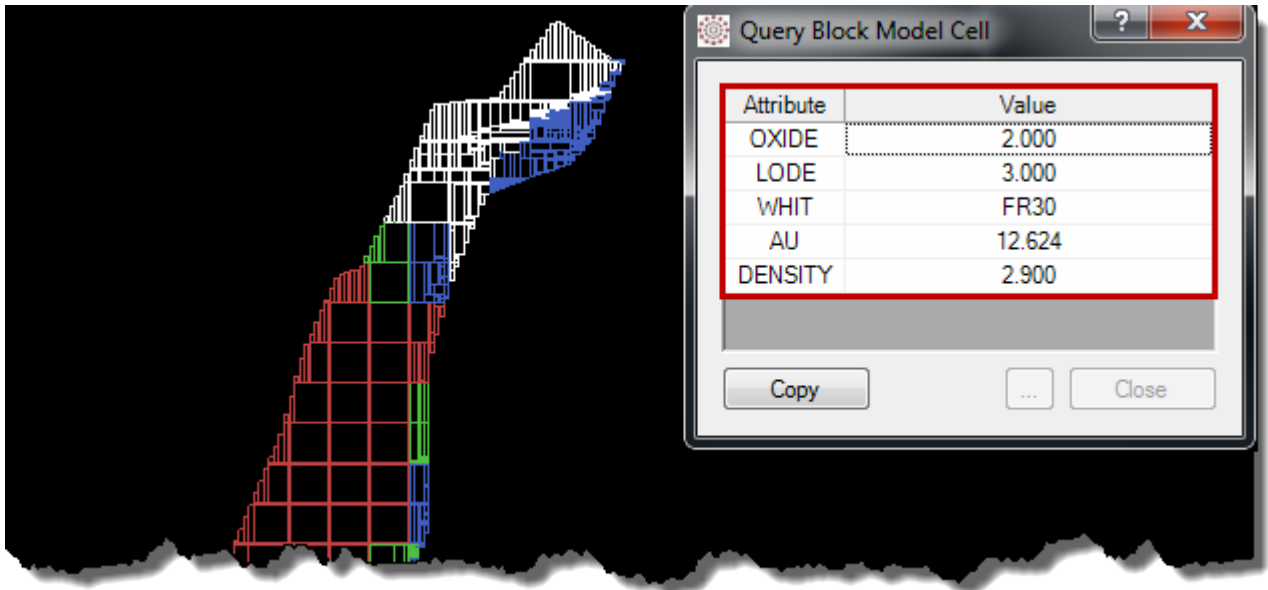 Query Block Model Cell ? X
Attribute Value
OXIDE 2.000
LODE 3.000
WHIT FR30
AU 12.624
DENSITY 2.900
Copy ... Close